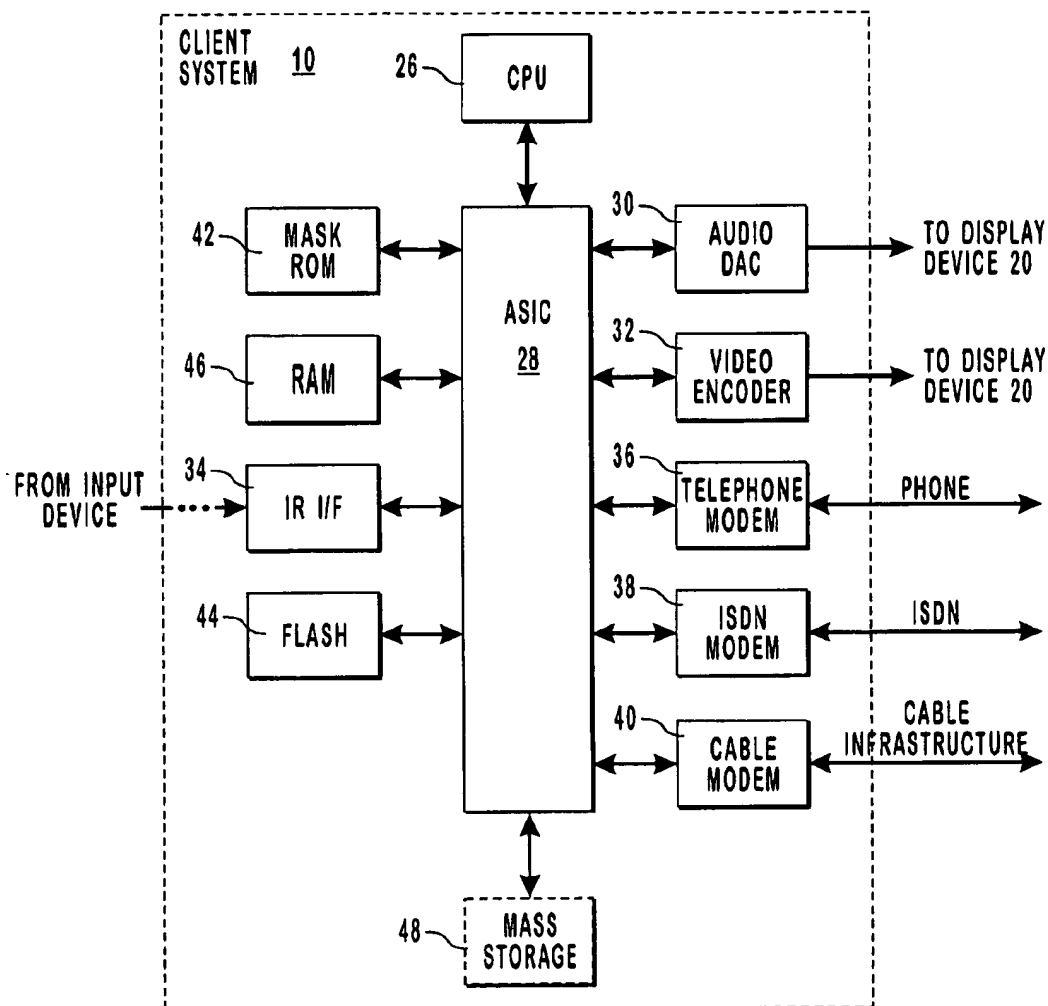 CLIENT
SYSTEM 10
26
CPU
42
MASK
ROM
30
AUDIO
DAC
TO DISPLAY
DEVICE 20
ASIC
28
46
RAM
32
VIDEO
ENCODER
TO DISPLAY
DEVICE 20
FROM INPUT
DEVICE
34
IR I/F
36
TELEPHONE
MODEM
PHONE
44
FLASH
38
ISDN
MODEM
ISDN
40
CABLE
MODEM
CABLE
INFRASTRUCTURE
48
MASS
STORAGE